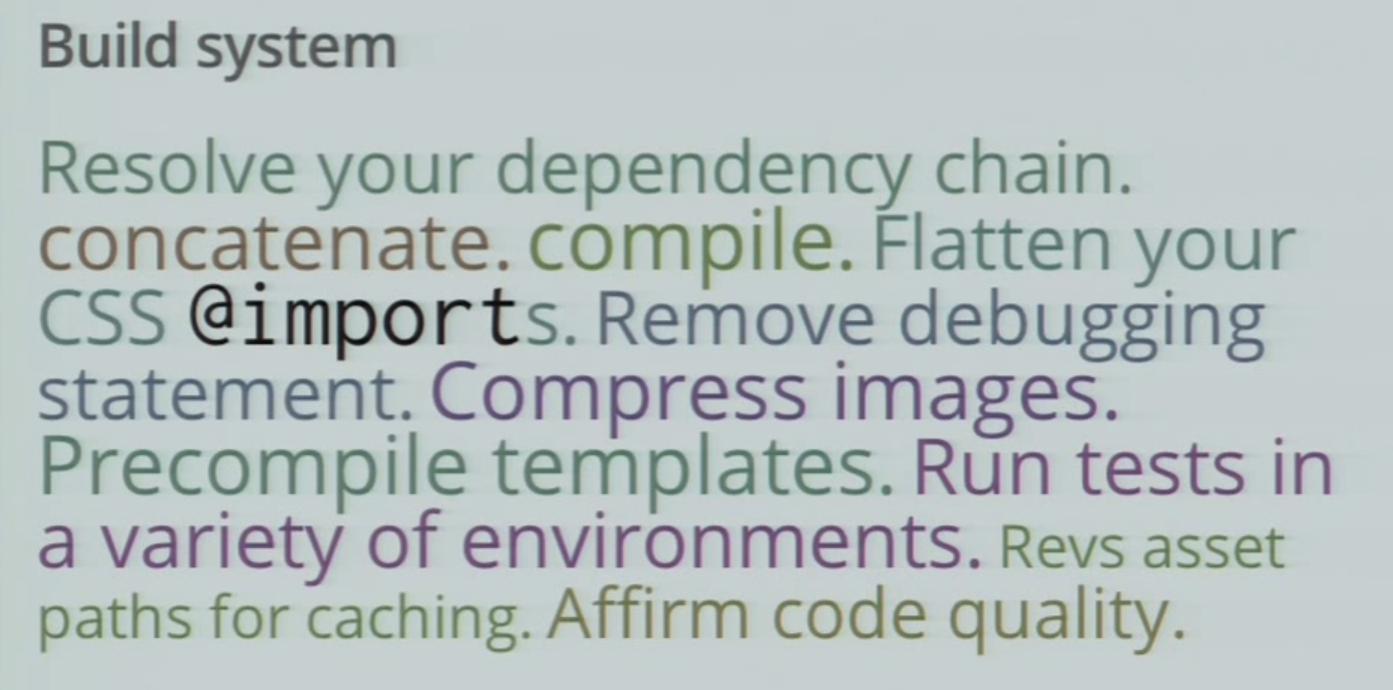 Build system
Resolve your dependency chain.
concatenate. compile. Flatten your
CSS @imports. Remove debugging
statement. Compress images.
Precompile templates. Run tests in
a variety of environments. Revs asset
paths for caching. Affirm code quality.